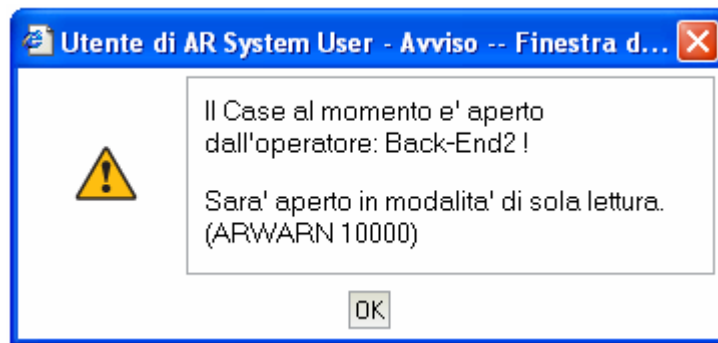 Utente di AR System User - Avviso -- Finestra d...
Il Case al momento e' aperto
dall'operatore: Back-End2 !
Sara' aperto in modalita' di sola lettura.
(ARWARN 10000)
OK